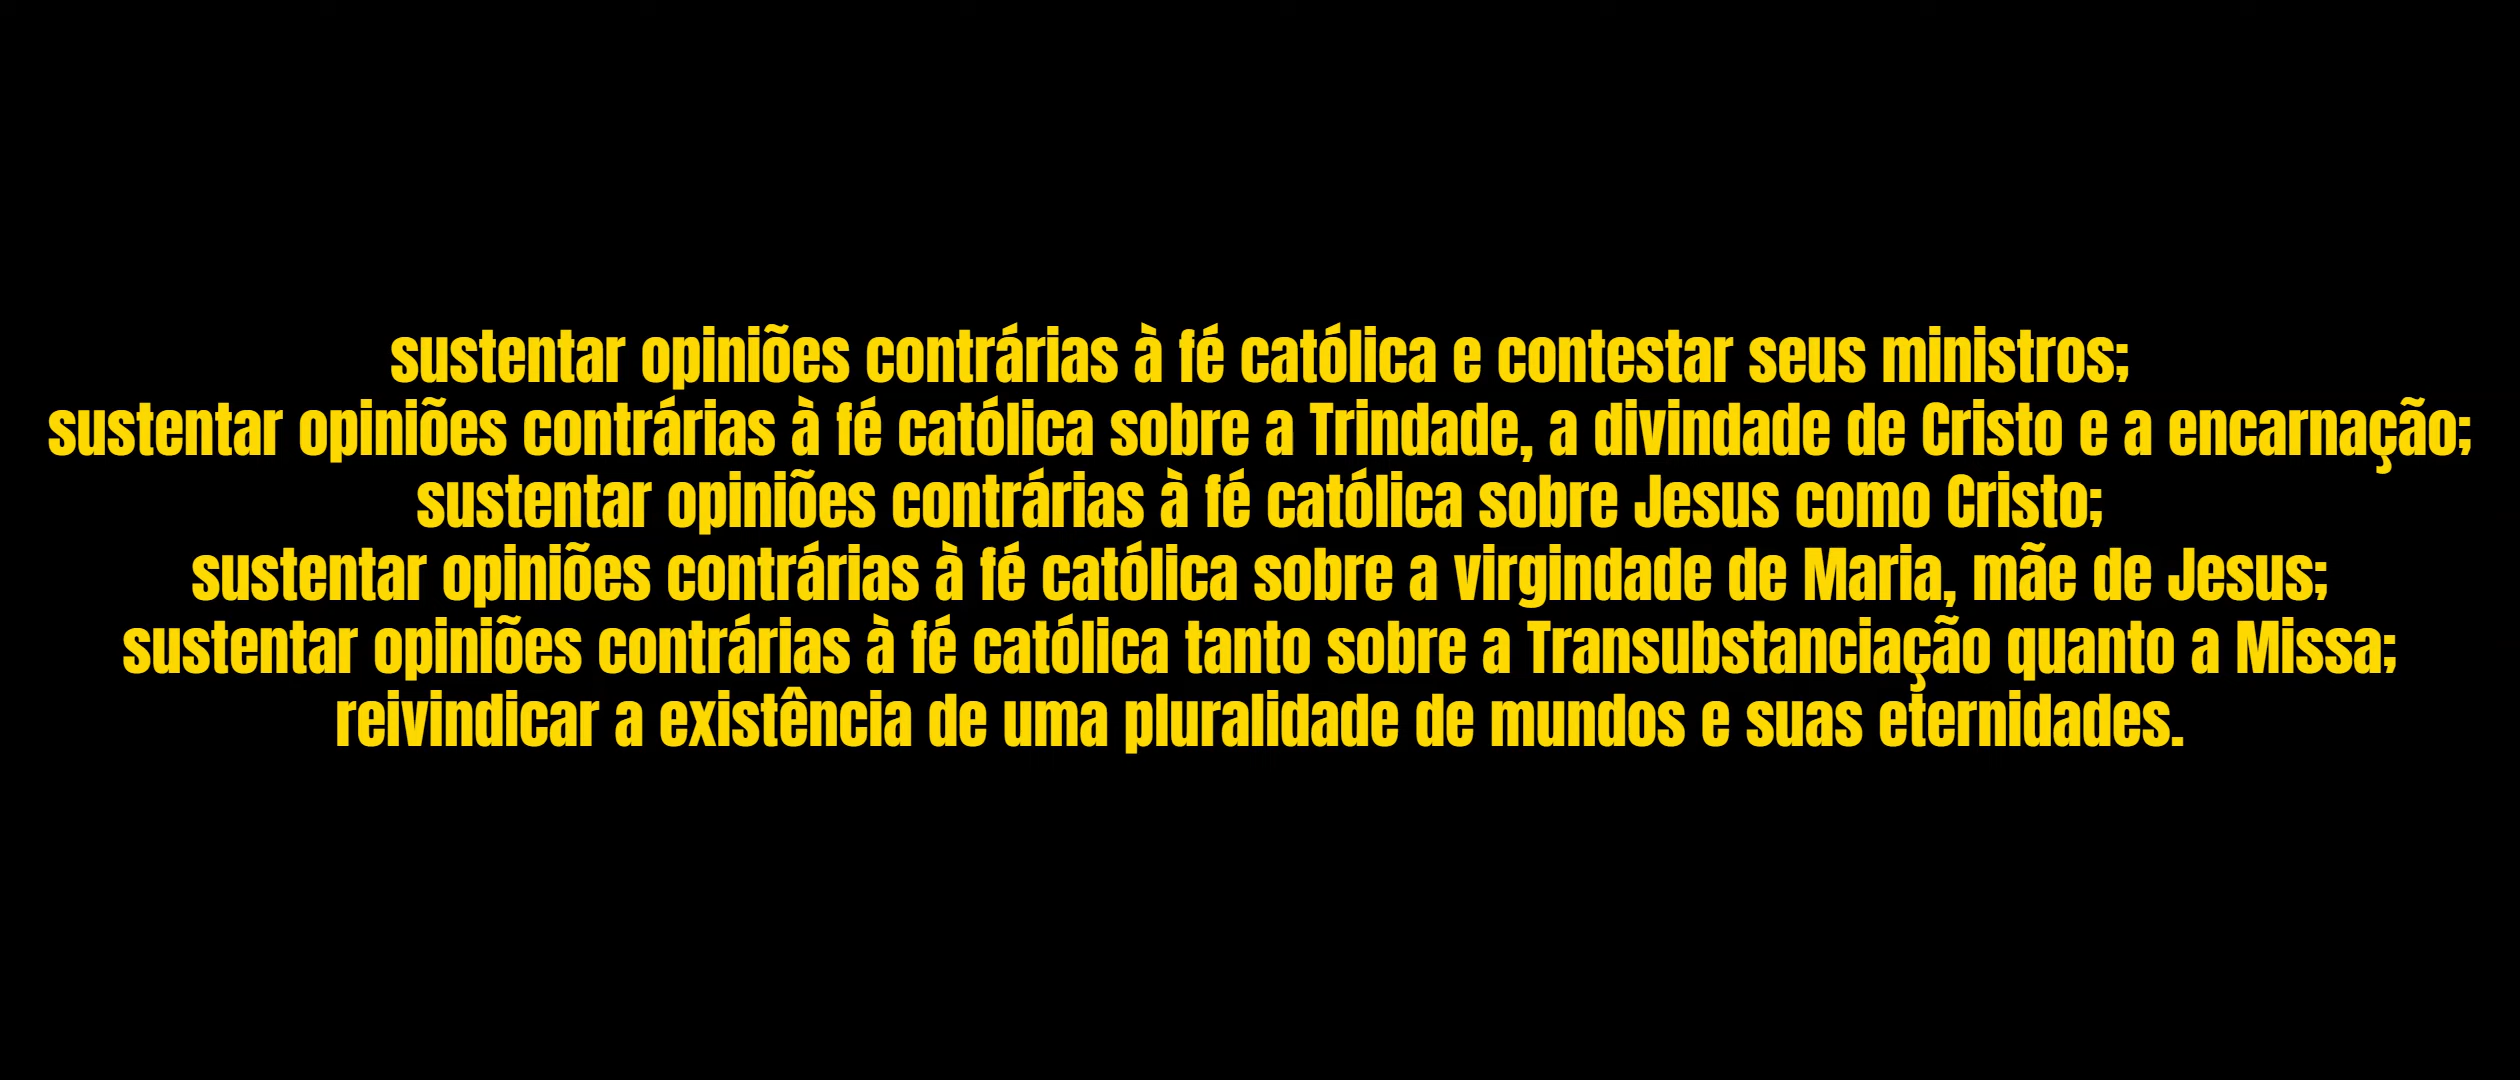 sustentar opiniões contrárias à fé católica e contestar seus ministros;
sustentar opiniões contrárias à fé católica sobre a Trindade, a divindade de Cristo e a encarnação;
sustentar opiniões contrárias à fé católica sobre Jesus como Cristo;
sustentar opiniões contrárias à fé católica sobre a virgindade de Maria, mãe de Jesus;
sustentar opiniões contrárias à fé católica tanto sobre a Transubstanciação quanto a Missa;
reivindicar a existência de uma pluralidade de mundos e suas eternidades.